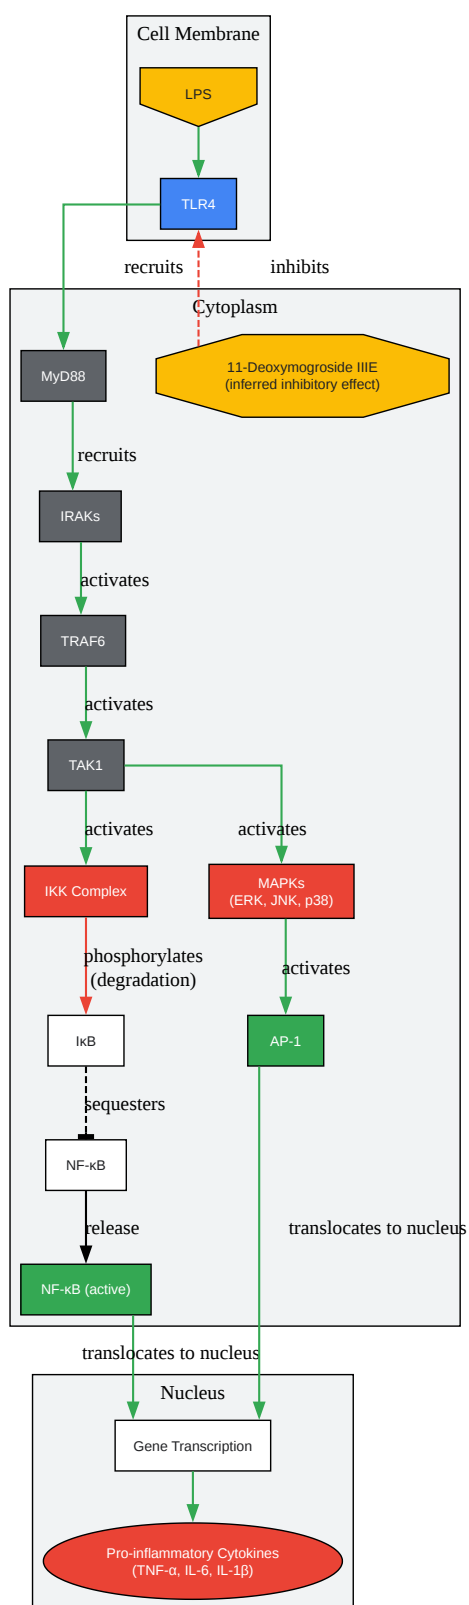 Cell Membrane
LPS
TLR4
recruits
inhibits
Cytoplasm
11-Deoxymogroside IIIE
(inferred inhibitory effect)
MyD88
recruits
IRAKs
activates
TRAF6
activates
TAK1
activates
activates
IKK Complex
MAPKs
(ERK, JNK, p38)
phosphorylates
(degradation)
activates
IκB
AP-1
sequesters
NF-κB
release
translocates to nucleus
NF-κB (active)
translocates to nucleus
Nucleus
Gene Transcription
Pro-inflammatory Cytokines
(TNF-α, IL-6, IL-1β)